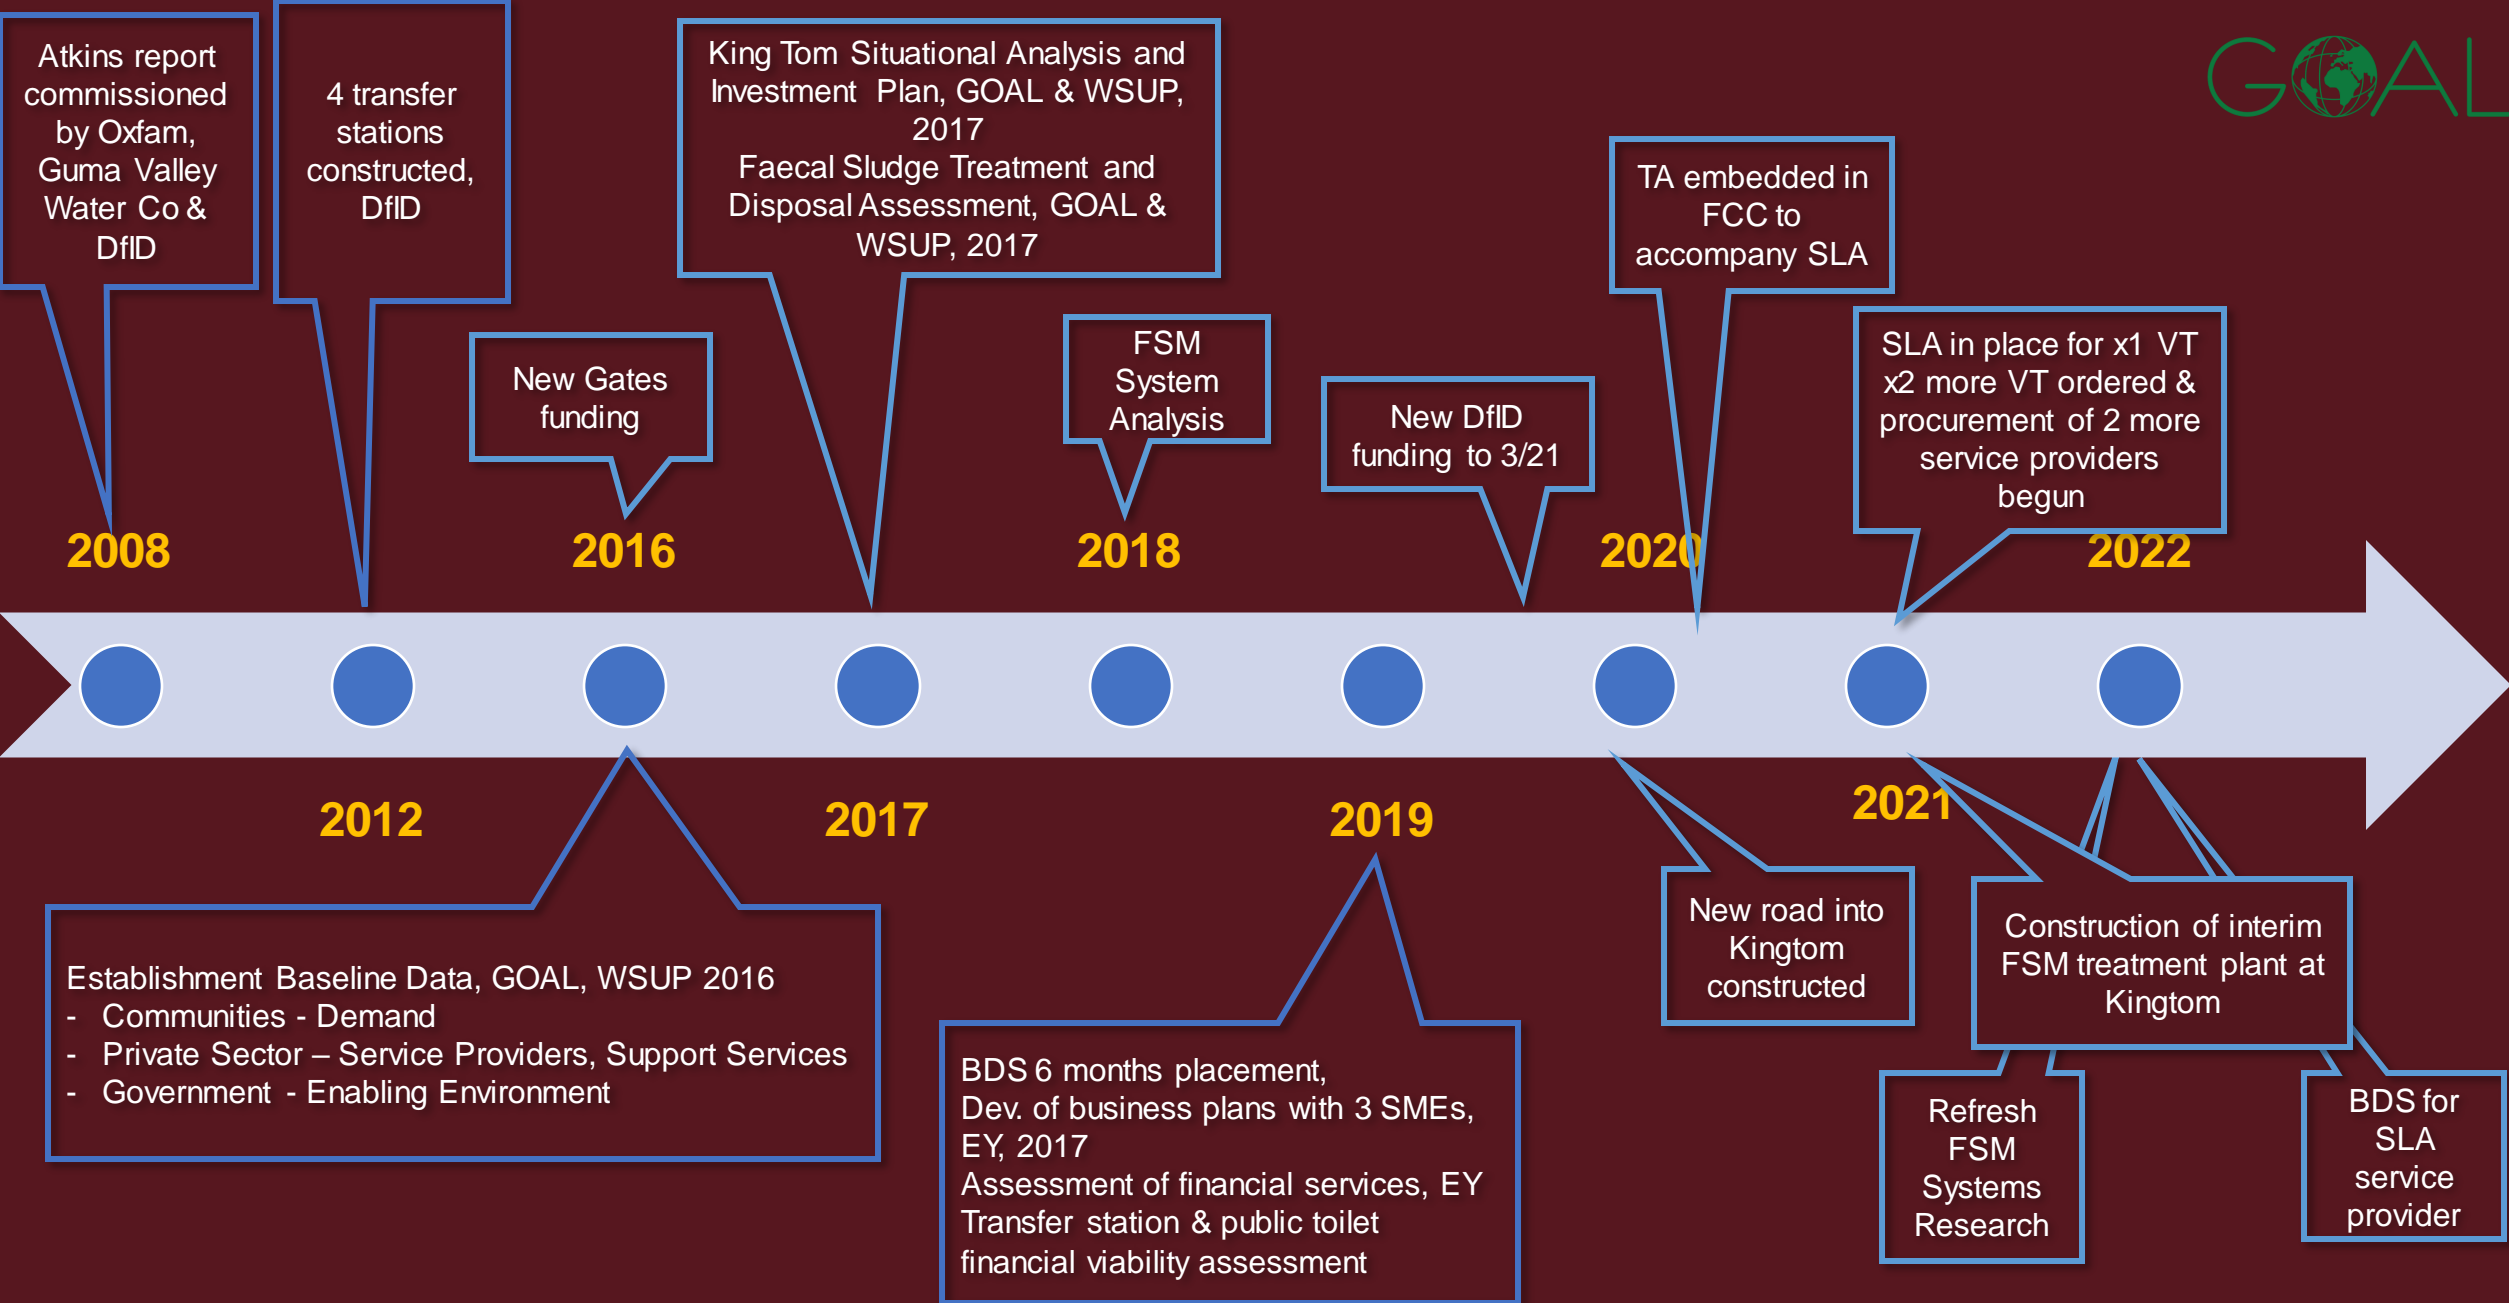 Atkins report
commissioned
by Oxfam,
Guma Valley
Water Co &
DfID
4 transfer
stations
constructed,
DfID
King Tom Situational Analysis and
Investment Plan, GOAL & WSUP,
2017
Faecal Sludge Treatment and
Disposal Assessment, GOAL &
WSUP, 2017
GOAL
TA embedded in
FCC to
accompany SLA
New Gates
funding
FSM
System
Analysis
New DfID
funding to 3/21
SLA in place for x1 VT
x2 more VT ordered &
procurement of 2 more
service providers
begun
2008
2016
2018
2020
2022
2012
2017
2019
2021
Establishment Baseline Data, GOAL, WSUP 2016
- Communities - Demand
- Private Sector – Service Providers, Support Services
- Government - Enabling Environment
BDS 6 months placement,
Dev. of business plans with 3 SMEs,
EY, 2017
Assessment of financial services, EY
Transfer station & public toilet
financial viability assessment
New road into
Kingtom
constructed
Construction of interim
FSM treatment plant at
Kingtom
Refresh
FSM
Systems
Research
BDS for
SLA
service
provider